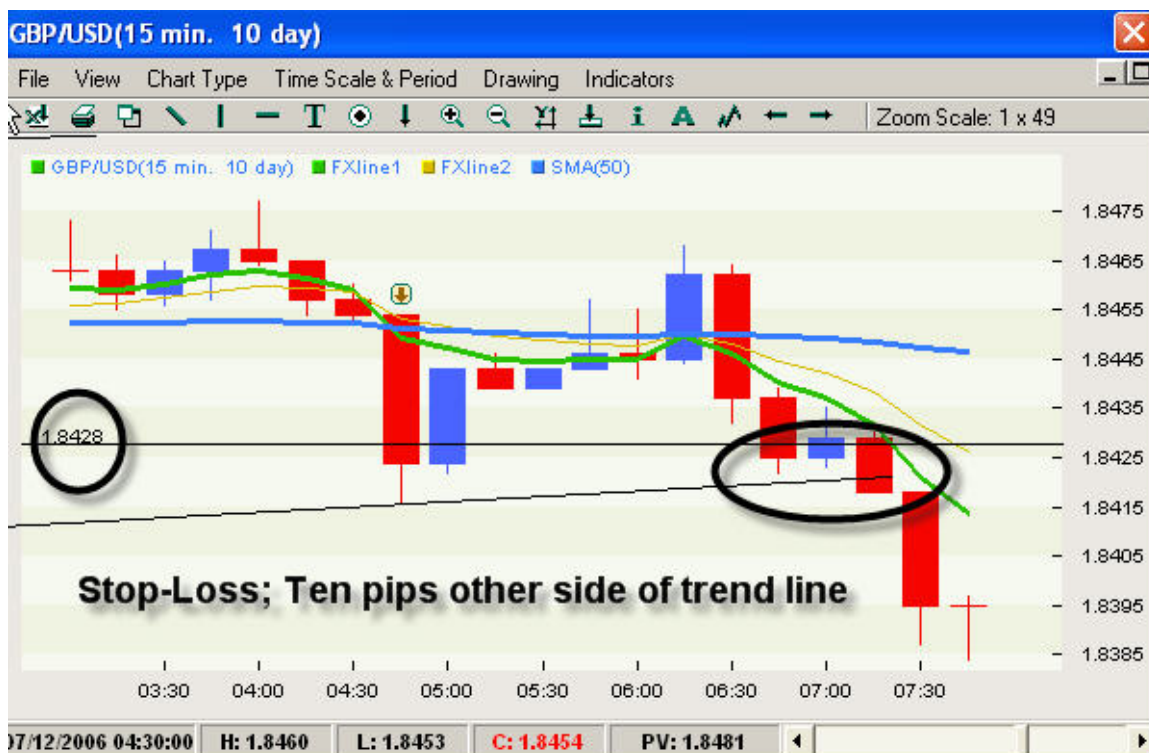 GBP/USD(15 min.  10 day)
File View Chart Type Time Scale & Period Drawing Indicators
T i A Zoom Scale: 1 x 49
GBP/USD(15 min.  10 day) FXline1 FXline2 SMA(50)
1.8475
1.8465
1.8455
1.8445
1.8435
1.8428
1.8425
1.8415
1.8405
Stop-Loss; Ten pips other side of trend line
1.8395
1.8385
03:30 04:00 04:30 05:00 05:30 06:00 06:30 07:00 07:30
07/12/2006 04:30:00 H: 1.8460 L: 1.8453 C: 1.8454 PV: 1.8481